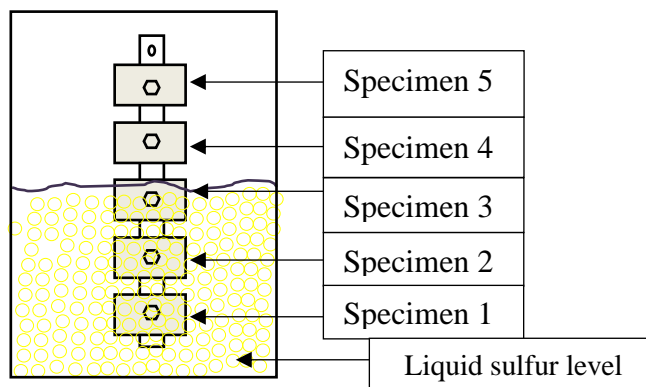 Specimen 5
Specimen 4
Specimen 3
Specimen 2
Specimen 1
Liquid sulfur level